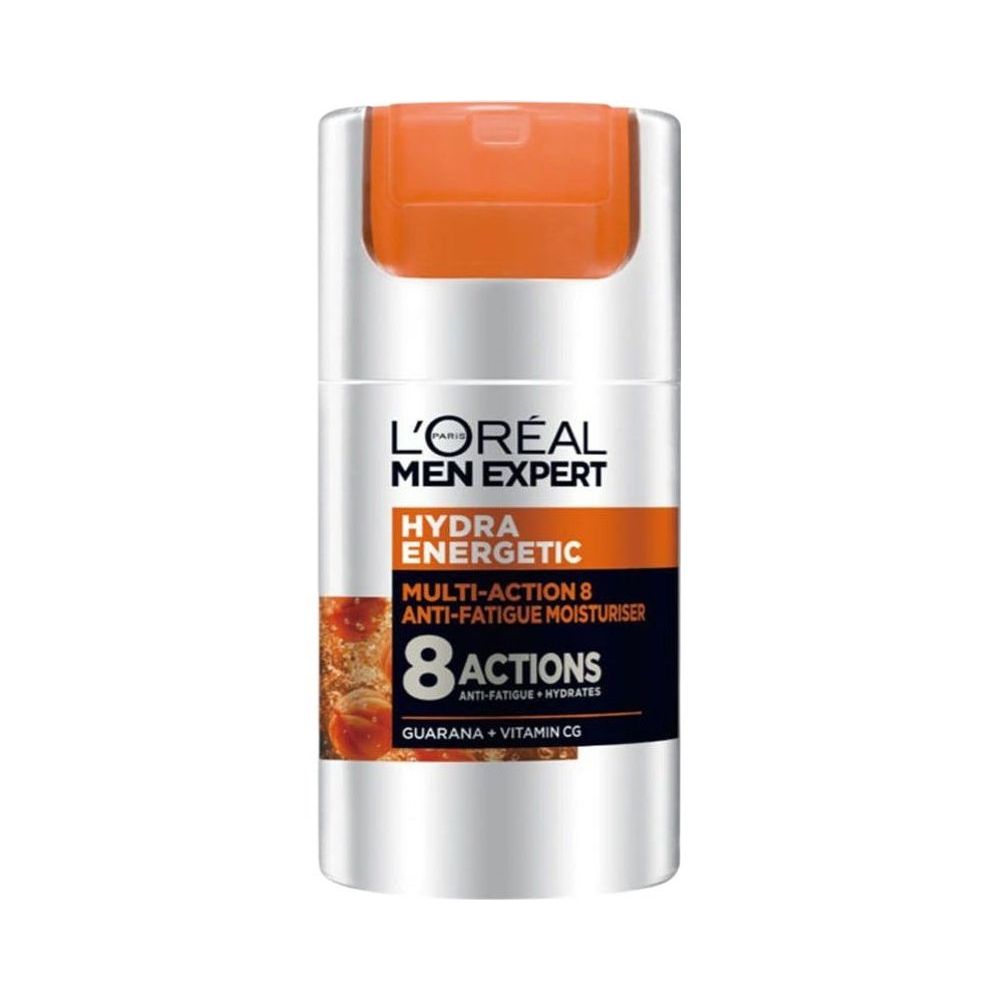 L'ORÉAL
PARIS
MEN EXPERT
HYDRA
ENERGETIC
MULTI-ACTION 8
ANTI-FATIGUE MOISTURISER
8 ACTIONS
ANTI-FATIGUE + HYDRATES
GUARANA + VITAMIN CG